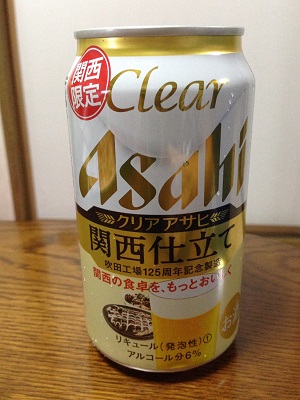 関西
限定
Clear
Asahi
クリアアサヒ
関西仕立て
吹田工場125周年記念製造
関西の食卓を、もっとおいしく
リキュール(発泡性)①
アルコール分6%
お酒